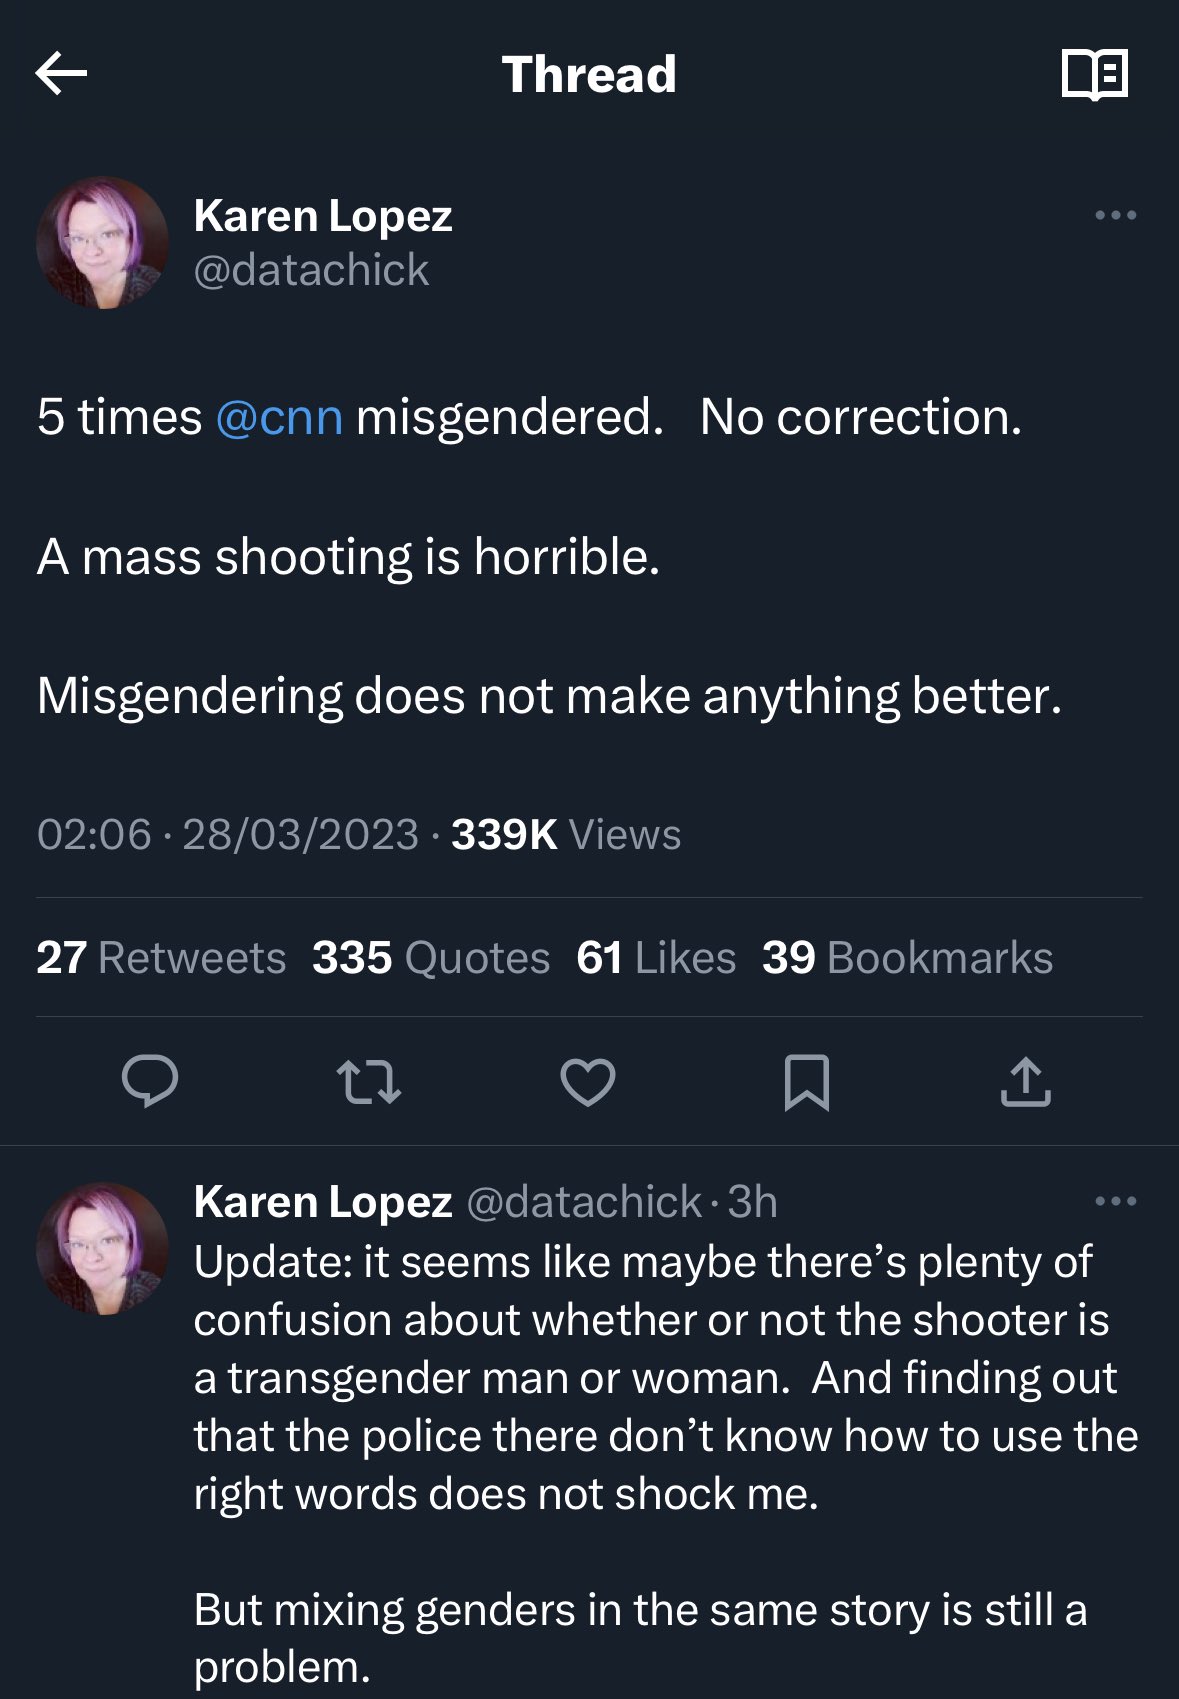 Thread
Karen Lopez
@datachick
5 times @cnn misgendered.   No correction.
A mass shooting is horrible.
Misgendering does not make anything better.
02:06 · 28/03/2023 · 339K Views
27 Retweets 335 Quotes 61 Likes 39 Bookmarks
Karen Lopez @datachick · 3h
Update: it seems like maybe there’s plenty of
confusion about whether or not the shooter is
a transgender man or woman.  And finding out
that the police there don’t know how to use the
right words does not shock me.
But mixing genders in the same story is still a
problem.